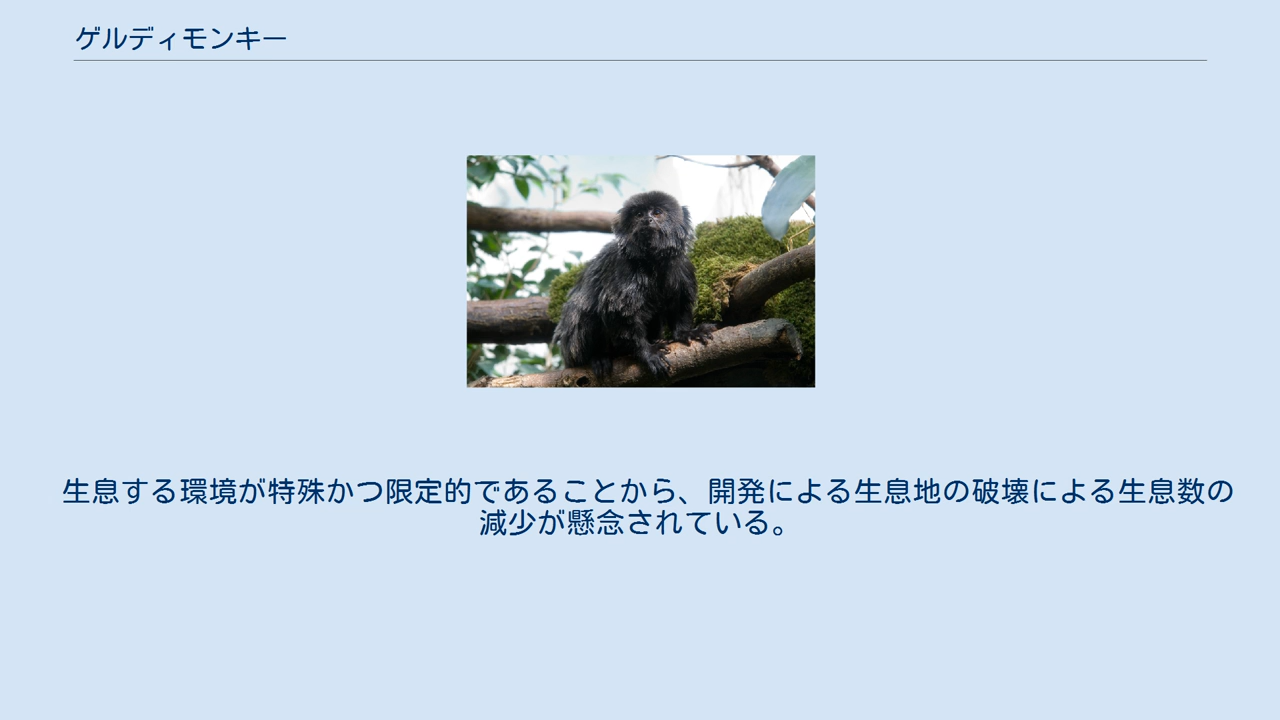 ゲルディモンキー
生息する環境が特殊かつ限定的であることから、開発による生息地の破壊による生息数の
減少が懸念されている。